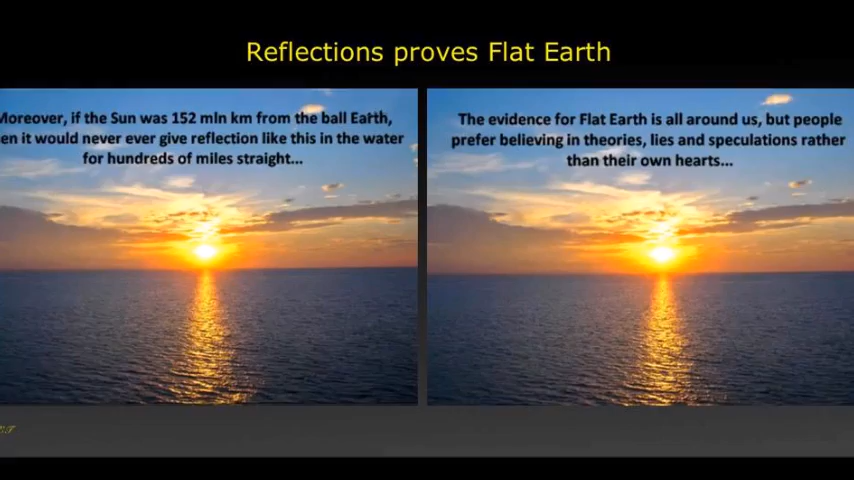 Reflections proves Flat Earth
Moreover, if the Sun was 152 mln km from the ball Earth,
en it would never ever give reflection like this in the water
for hundreds of miles straight...
The evidence for Flat Earth is all around us, but people
prefer believing in theories, lies and speculations rather
than their own hearts...